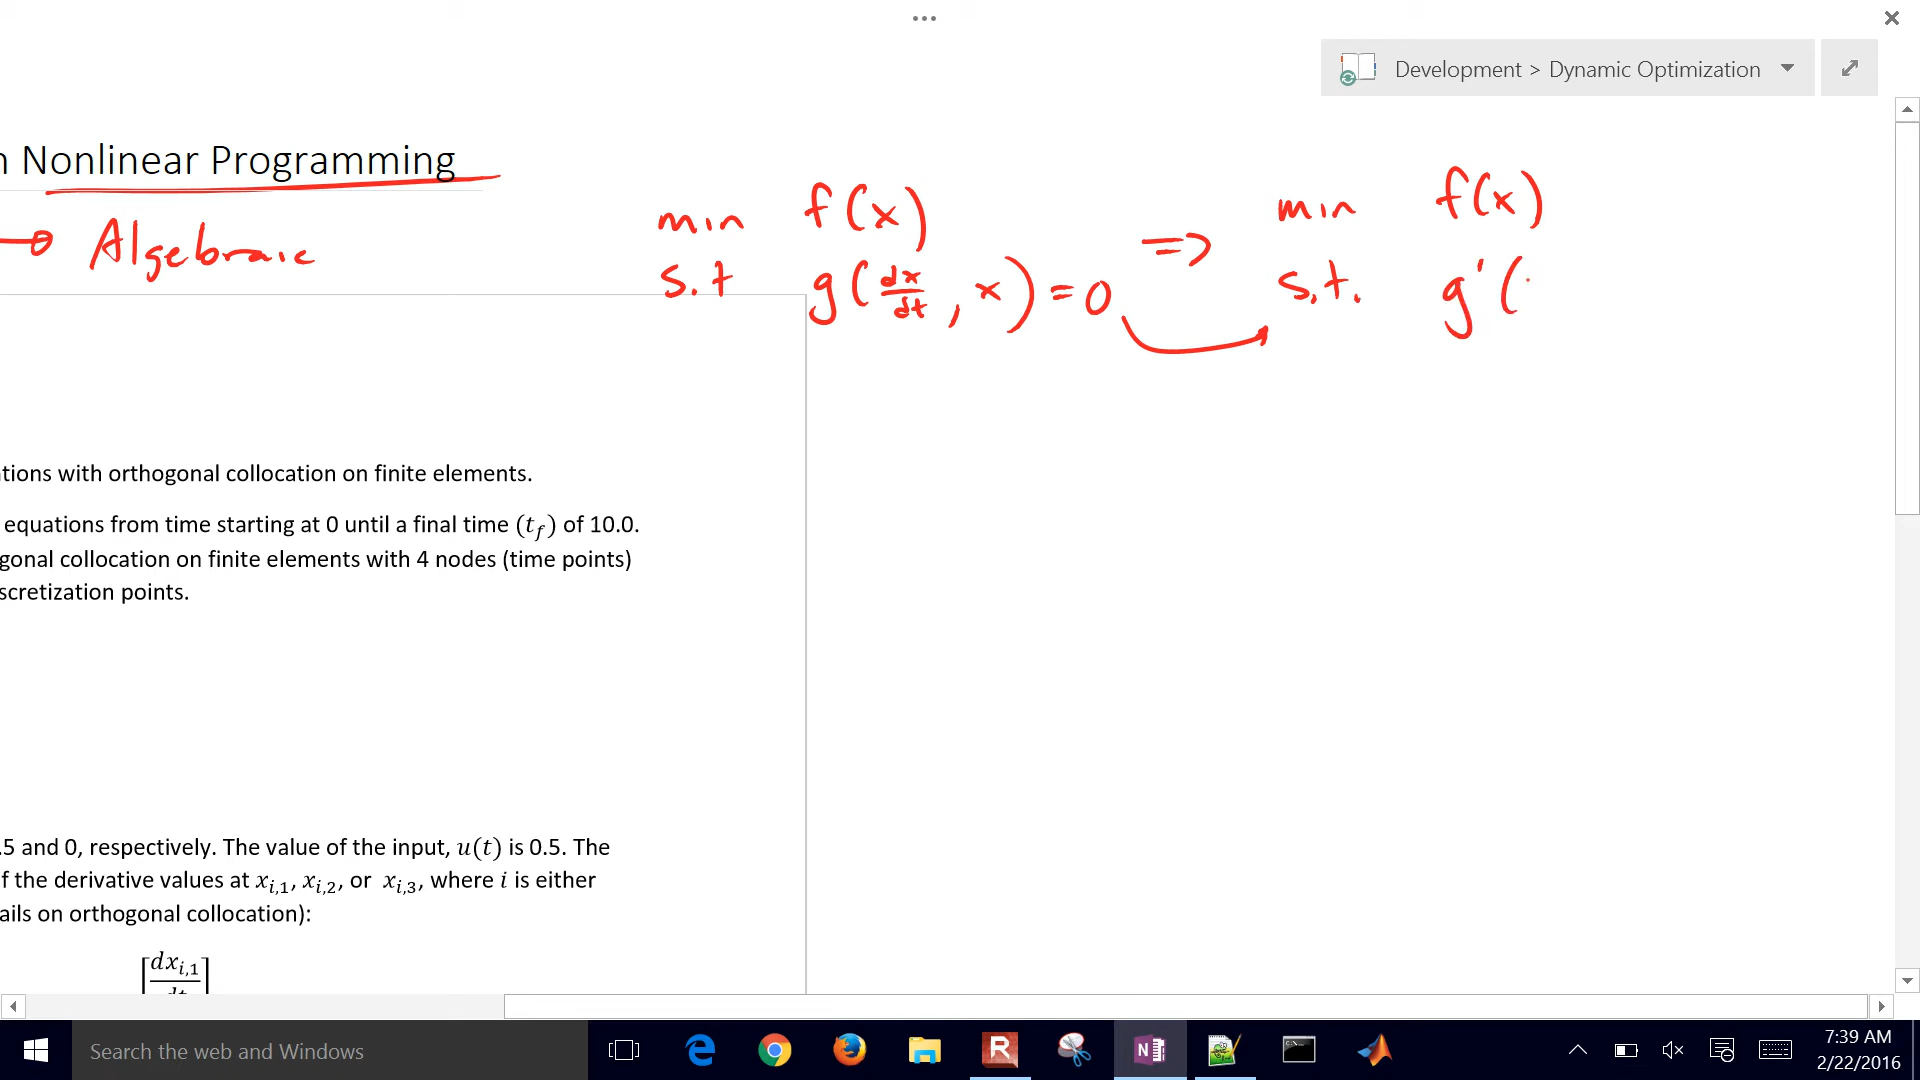 Development > Dynamic Optimization
n Nonlinear Programming
Algebraic
min f(x)
s.t g(dx/dt, x) = 0
=>
min f(x)
s.t. g'(
tions with orthogonal collocation on finite elements.
equations from time starting at 0 until a final time (t_f) of 10.0.
gonal collocation on finite elements with 4 nodes (time points)
scretization points.
.5 and 0, respectively. The value of the input, u(t) is 0.5. The
f the derivative values at x_{i,1}, x_{i,2}, or x_{i,3}, where i is either
ails on orthogonal collocation):
[dx_{i,1}/dt]
Search the web and Windows
7:39 AM
2/22/2016